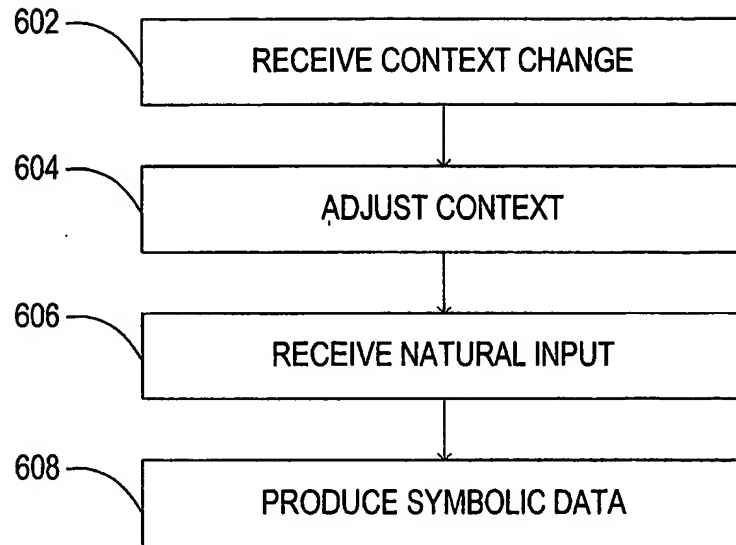 602
RECEIVE CONTEXT CHANGE
604
ADJUST CONTEXT
606
RECEIVE NATURAL INPUT
608
PRODUCE SYMBOLIC DATA